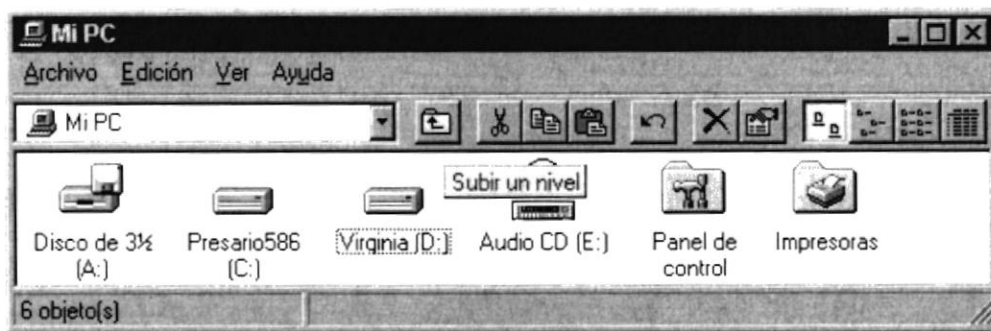 Mi PC
Archivo Edición Ver Ayuda
Mi PC
Subir un nivel
Disco de 3½ (A:)
Presario586 (C:)
Virginia (D:)
Audio CD (E:)
Panel de control
Impresoras
6 objeto(s)